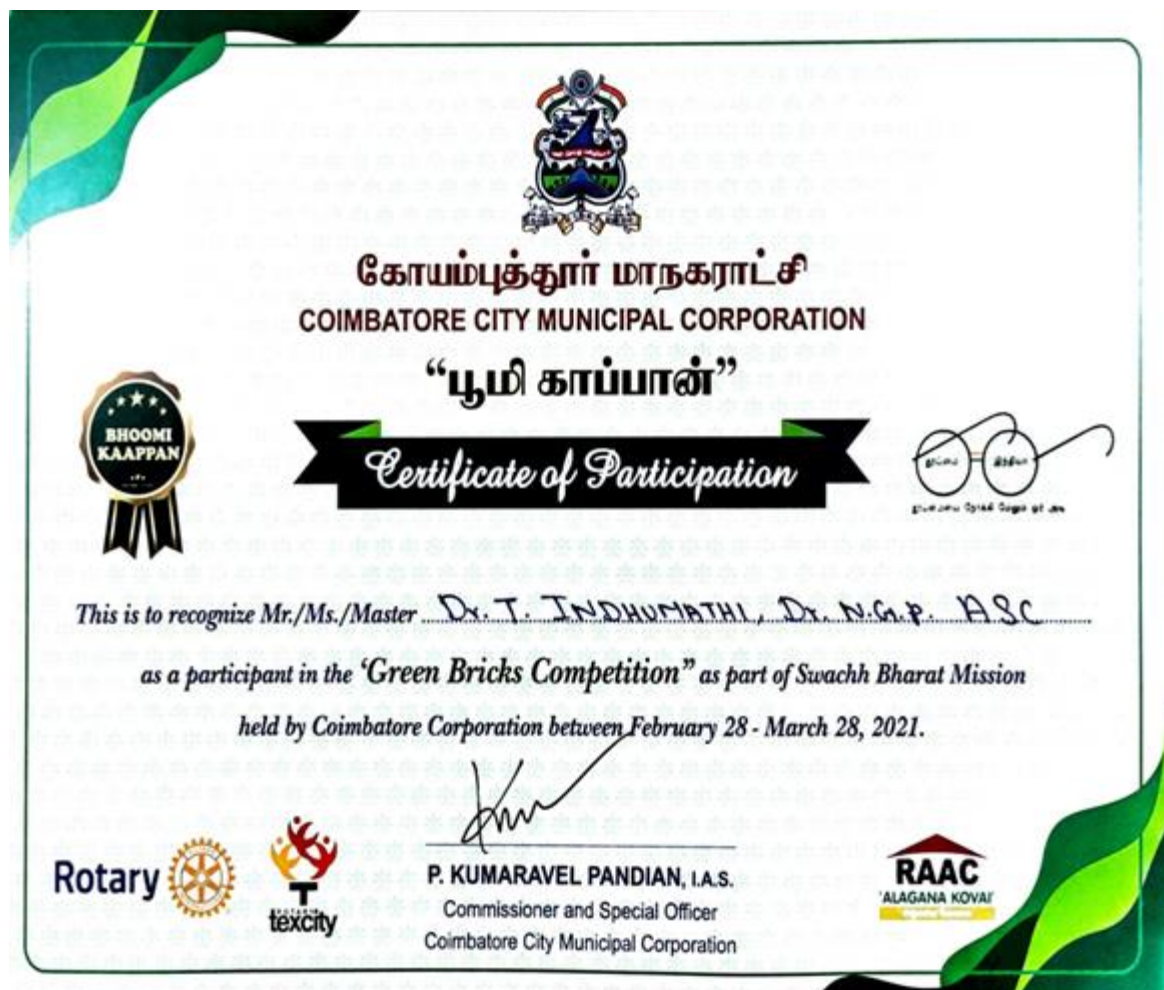 கோயம்புத்தூர் மாநகராட்சி
COIMBATORE CITY MUNICIPAL CORPORATION
“பூமி காப்பான்”
BHOOMI
KAAPPAN
Certificate of Participation
This is to recognize Mr./Ms./Master Dr. T. INDHUMATHI, Dr. N.G.P. ASC
as a participant in the "Green Bricks Competition" as part of Swachh Bharat Mission
held by Coimbatore Corporation between February 28 - March 28, 2021.
Rotary
texcity
P. KUMARAVEL PANDIAN, I.A.S.
Commissioner and Special Officer
Coimbatore City Municipal Corporation
RAAC
'ALAGANA KOVAI'